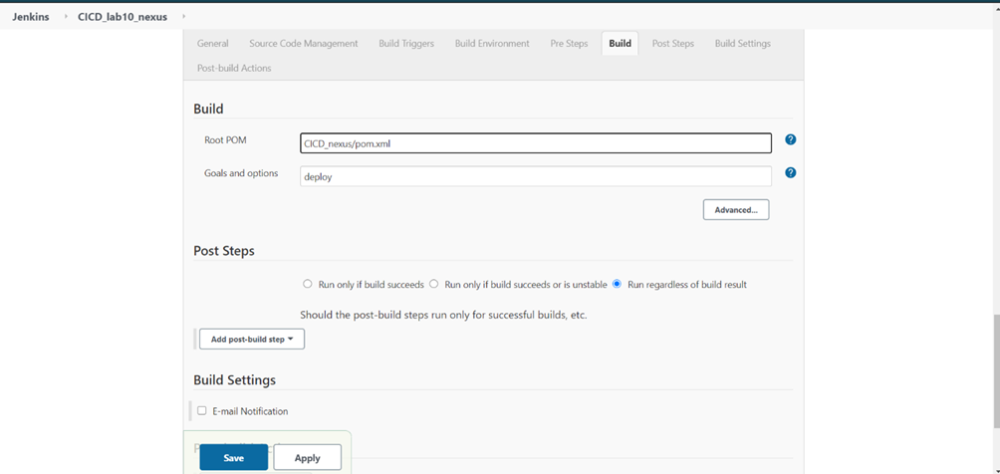 Jenkins CICD_lab10_nexus
General Source Code Management Build Triggers Build Environment Pre Steps Build Post Steps Build Settings
Post-build Actions
Build
Root POM CICD_nexus/pom.xml ?
Goals and options deploy ?
Advanced...
Post Steps
Run only if build succeeds Run only if build succeeds or is unstable Run regardless of build result
Should the post-build steps run only for successful builds, etc.
Add post-build step
Build Settings
E-mail Notification
Save Apply